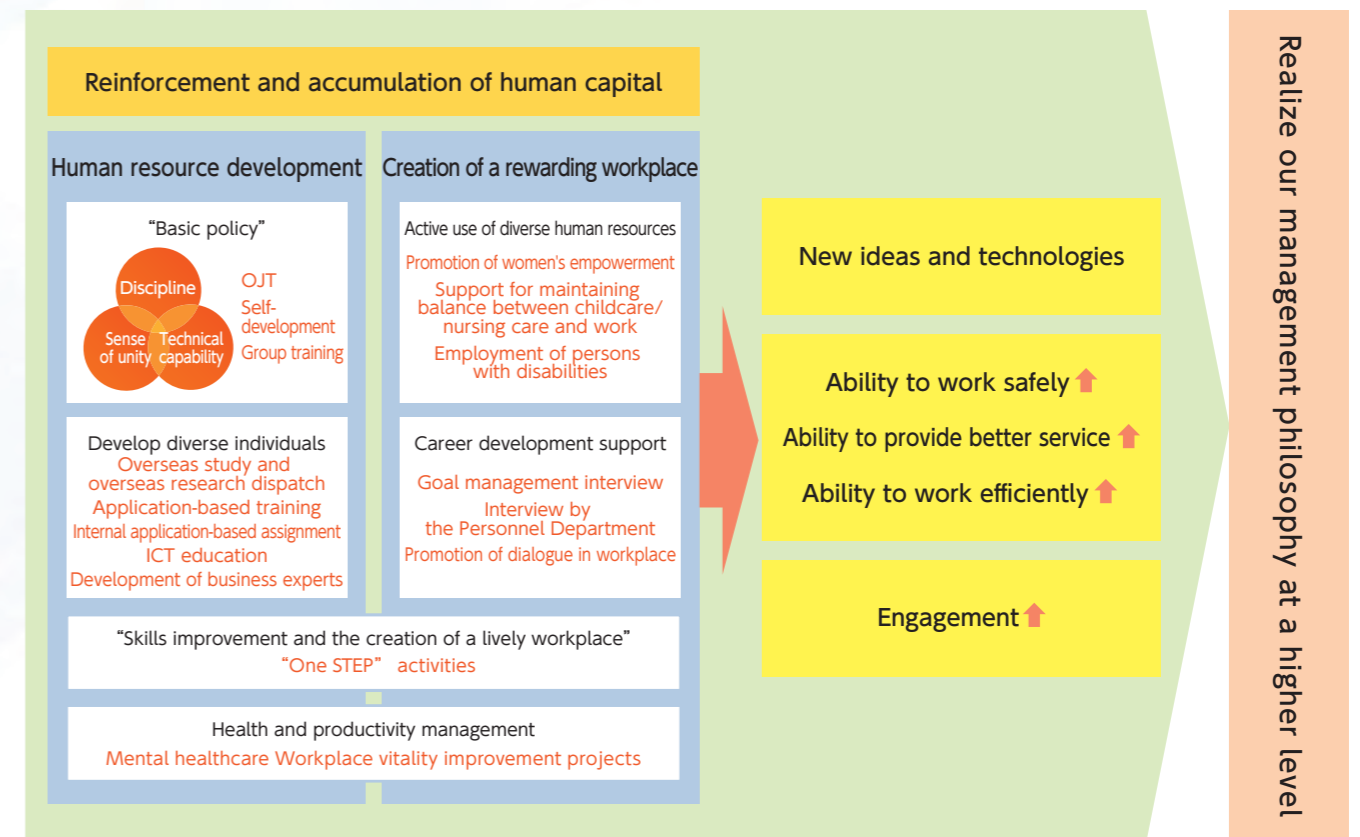 Reinforcement and accumulation of human capital
Human resource development
“Basic policy”
Discipline
Sense
of unity
Technical
capability
OJT
Self-
development
Group training
Develop diverse individuals
Overseas study and
overseas research dispatch
Application-based training
Internal application-based assignment
ICT education
Development of business experts
Creation of a rewarding workplace
Active use of diverse human resources
Promotion of women's empowerment
Support for maintaining
balance between childcare/
nursing care and work
Employment of persons
with disabilities
Career development support
Goal management interview
Interview by
the Personnel Department
Promotion of dialogue in workplace
“Skills improvement and the creation of a lively workplace”
“One STEP” activities
Health and productivity management
Mental healthcare Workplace vitality improvement projects
New ideas and technologies
Ability to work safely
Ability to provide better service
Ability to work efficiently
Engagement
Realize our management philosophy at a higher level